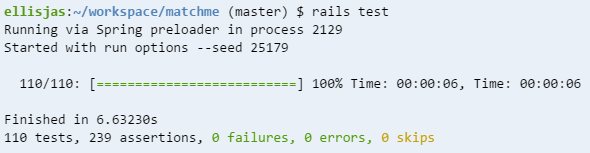 ellisjas:~/workspace/matchme (master) $ rails test
Running via Spring preloader in process 2129
Started with run options --seed 25179
110/110: [===========================] 100% Time: 00:00:06, Time: 00:00:06
Finished in 6.63230s
110 tests, 239 assertions, 0 failures, 0 errors, 0 skips